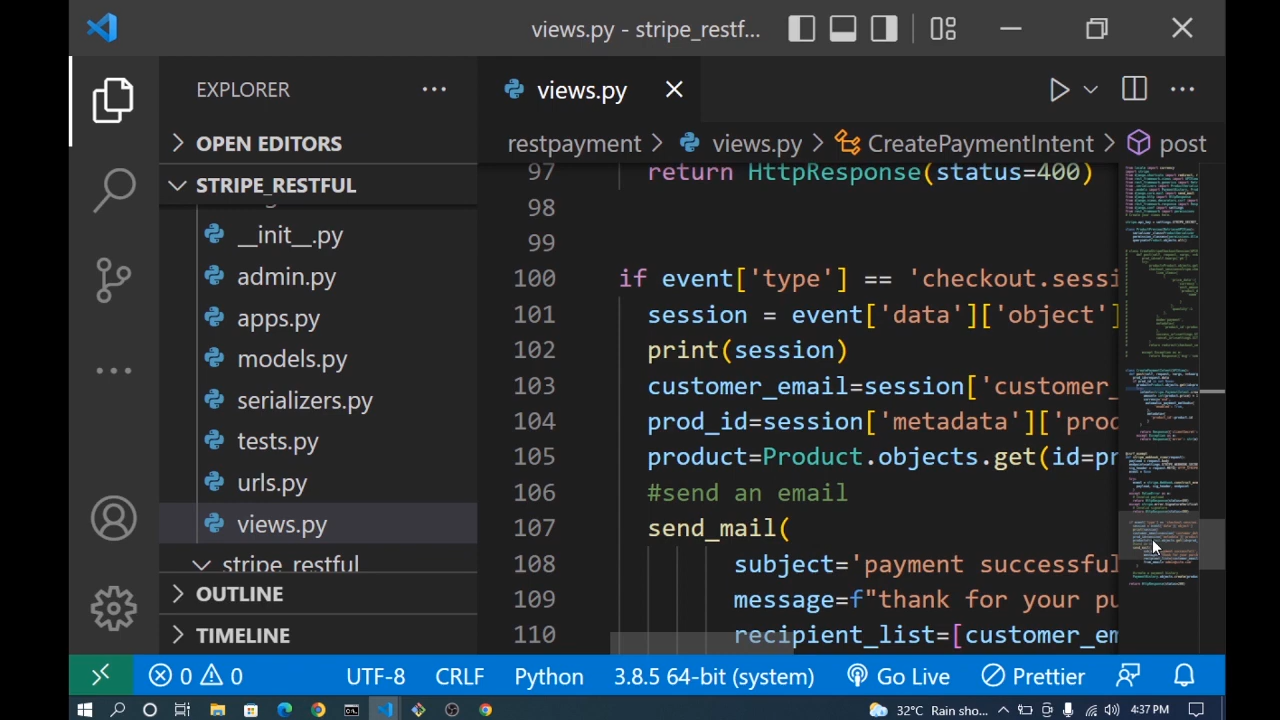 views.py - stripe_restf...
EXPLORER
views.py
OPEN EDITORS
restpayment views.py CreatePaymentIntent post
STRIPE_RESTFUL
__init__.py
admin.py
apps.py
models.py
serializers.py
tests.py
urls.py
views.py
stripe_restful
OUTLINE
TIMELINE
97 return HttpResponse(status=400)
98
99
100 if event['type'] == 'checkout.sessi
101 session = event['data']['object']
102 print(session)
103 customer_email=session['customer_
104 prod_id=session['metadata']['prod
105 product=Product.objects.get(id=pr
106 #send an email
107 send_mail(
108 subject='payment successful
109 message=f"thank for your pu
110 recipient_list=[customer_em
0 0 UTF-8 CRLF Python 3.8.5 64-bit (system) Go Live Prettier
32°C Rain sho... 4:37 PM